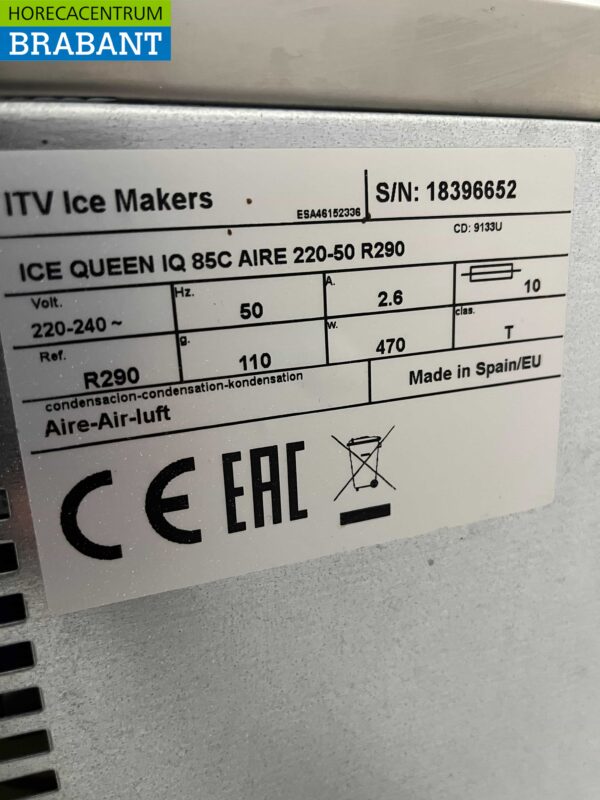 HORECACENTRUM
BRABANT
ITV Ice Makers
ESA46152336
S/N: 18396652
CD: 9133U
ICE QUEEN IQ 85C AIRE 220-50 R290
Volt.
220-240 ~
Hz.
50
A.
2.6
10
Ref.
R290
g.
110
w.
470
clas.
T
condensacion-condensation-kondensation
Aire-Air-luft
Made in Spain/EU
CE EAC